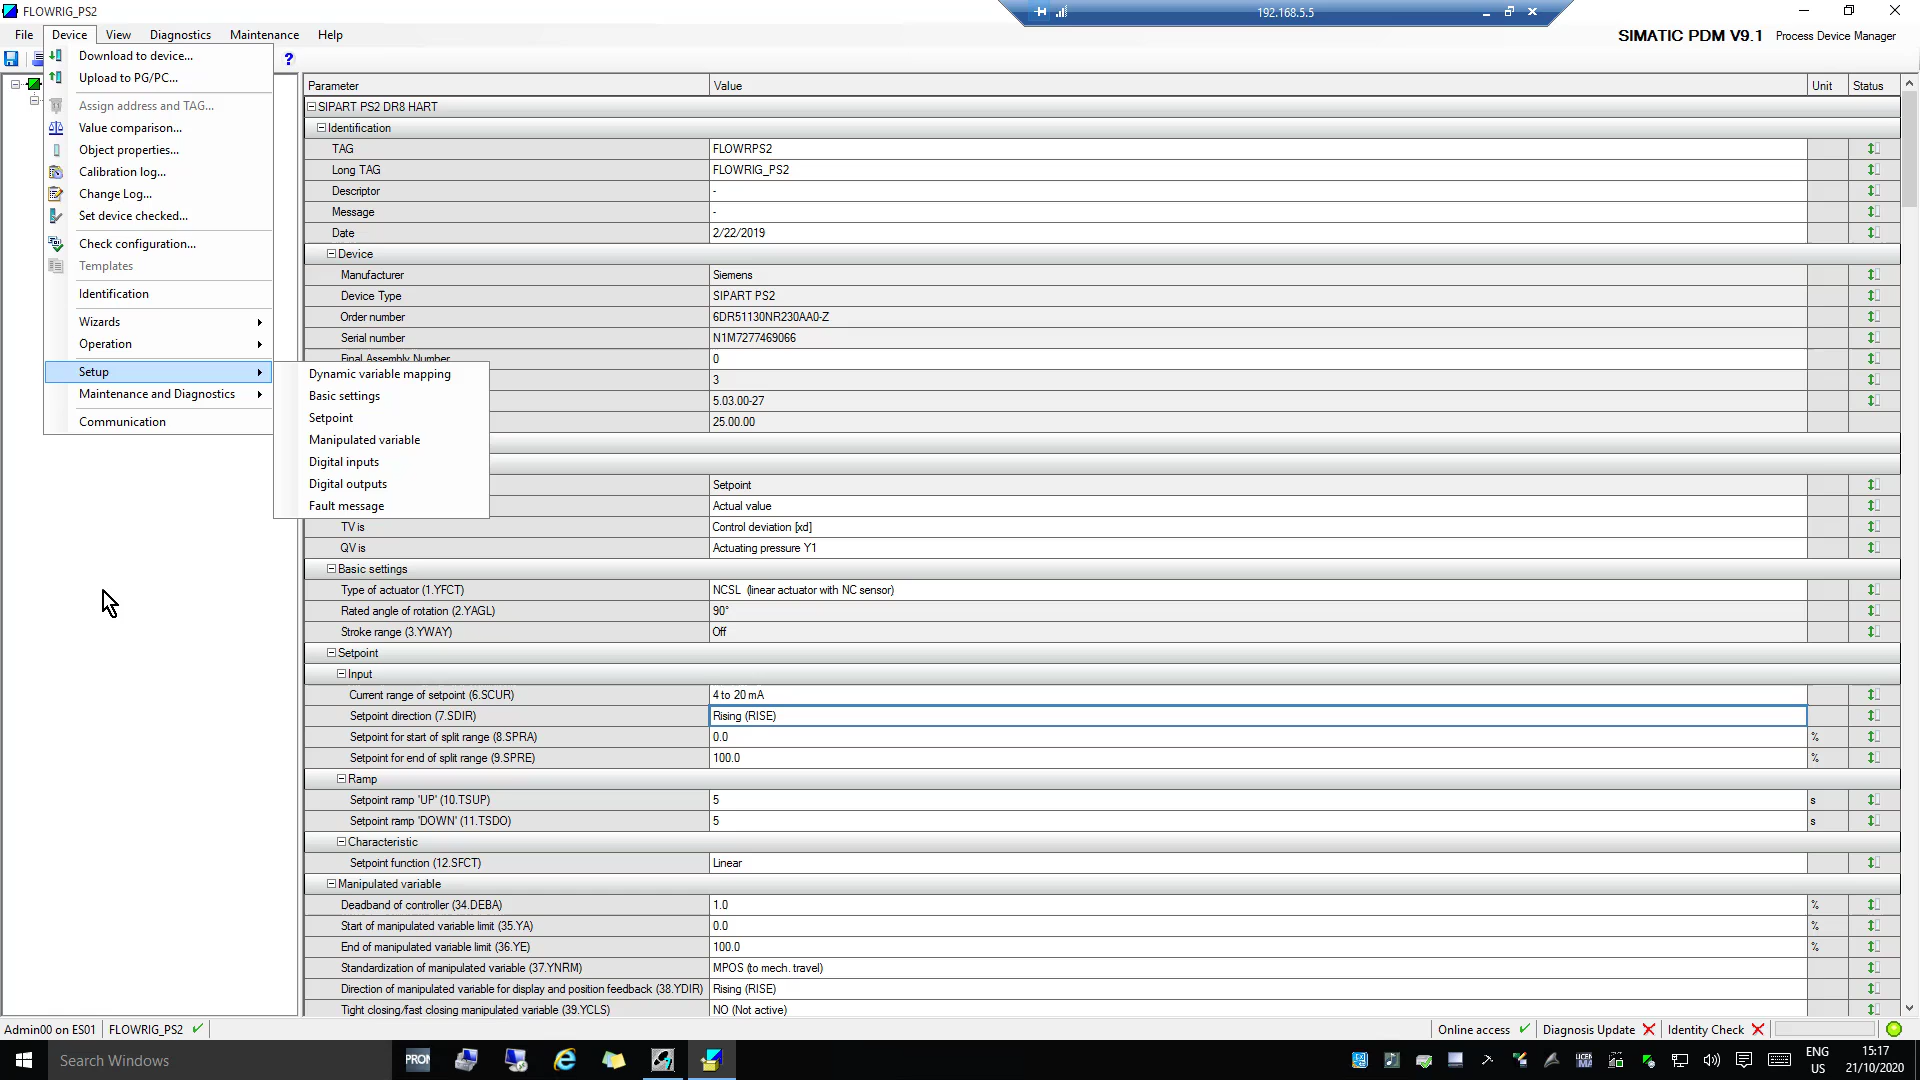 FLOWRIG_PS2
192.168.5.5
File Device View Diagnostics Maintenance Help
SIMATIC PDM V9.1 Process Device Manager
Download to device...
Upload to PG/PC...
Assign address and TAG...
Value comparison...
Object properties...
Calibration log...
Change Log...
Set device checked...
Check configuration...
Templates
Identification
Wizards
Operation
Setup
Maintenance and Diagnostics
Communication
Dynamic variable mapping
Basic settings
Setpoint
Manipulated variable
Digital inputs
Digital outputs
Fault message
Parameter Value Unit Status
SIPART PS2 DR8 HART
Identification
TAG FLOWRPS2
Long TAG FLOWRIG_PS2
Descriptor -
Message -
Date 2/22/2019
Device
Manufacturer Siemens
Device Type SIPART PS2
Order number 6DR51130NR230AA0-Z
Serial number N1M7277469066
Final Assembly Number 0
3
5.03.00-27
25.00.00
Setpoint
Actual value
TV is Control deviation [xd]
QV is Actuating pressure Y1
Basic settings
Type of actuator (1.YFCT) NCSL (linear actuator with NC sensor)
Rated angle of rotation (2.YAGL) 90°
Stroke range (3.YWAY) Off
Setpoint
Input
Current range of setpoint (6.SCUR) 4 to 20 mA
Setpoint direction (7.SDIR) Rising (RISE)
Setpoint for start of split range (8.SPRA) 0.0 %
Setpoint for end of split range (9.SPRE) 100.0 %
Ramp
Setpoint ramp 'UP' (10.TSUP) 5 s
Setpoint ramp 'DOWN' (11.TSDO) 5 s
Characteristic
Setpoint function (12.SFCT) Linear
Manipulated variable
Deadband of controller (34.DEBA) 1.0 %
Start of manipulated variable limit (35.YA) 0.0 %
End of manipulated variable limit (36.YE) 100.0 %
Standardization of manipulated variable (37.YNRM) MPOS (to mech. travel)
Direction of manipulated variable for display and position feedback (38.YDIR) Rising (RISE)
Tight closing/fast closing manipulated variable (39.YCLS) NO (Not active)
Admin00 on ES01 FLOWRIG_PS2 Online access Diagnosis Update Identity Check
Search Windows
PRON
ENG
US
15:17
21/10/2020